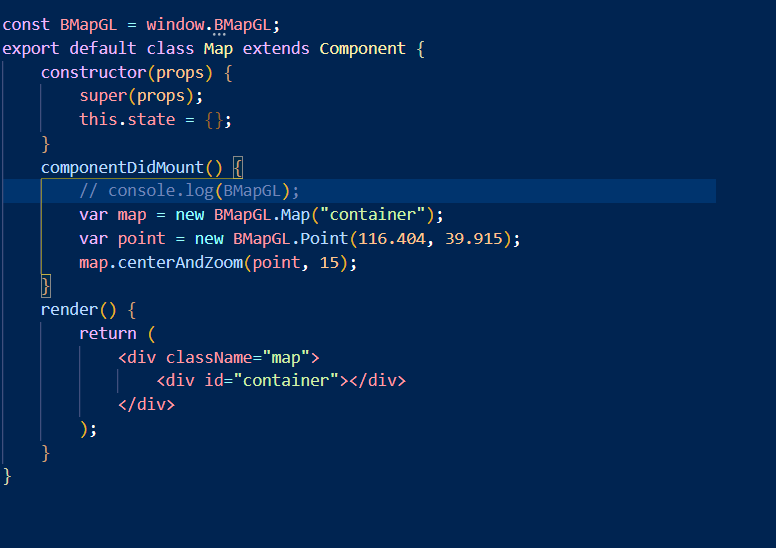 const BMapGL = window.BMapGL;
export default class Map extends Component {
    constructor(props) {
        super(props);
        this.state = {};
    }
    componentDidMount() {
        // console.log(BMapGL);
        var map = new BMapGL.Map("container");
        var point = new BMapGL.Point(116.404, 39.915);
        map.centerAndZoom(point, 15);
    }
    render() {
        return (
            <div className="map">
                <div id="container"></div>
            </div>
        );
    }
}